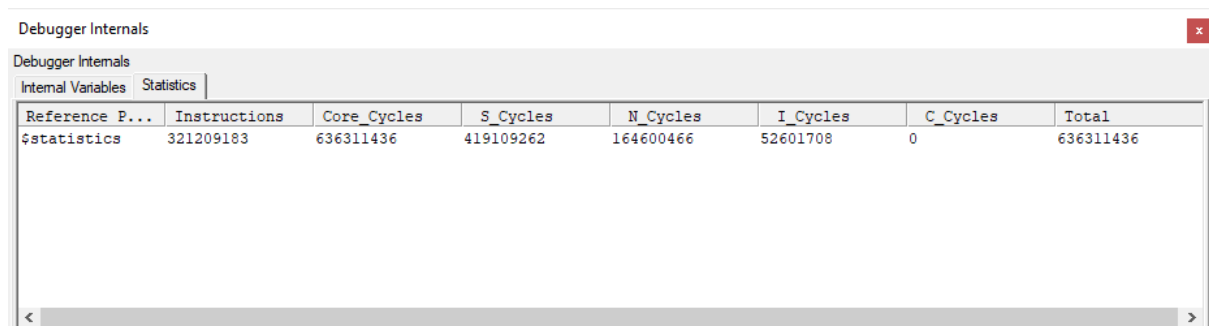 Debugger Internals
x
Debugger Internals
Internal Variables Statistics
Reference P... Instructions Core_Cycles S_Cycles N_Cycles I_Cycles C_Cycles Total
$statistics 321209183 636311436 419109262 164600466 52601708 0 636311436